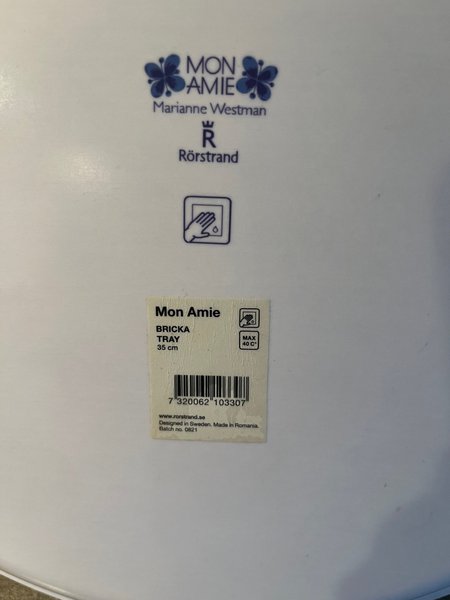 MON
AMIE
Marianne Westman
R
Rörstrand
Mon Amie
BRICKA
TRAY
35 cm
MAX
40 C°
7 320062 103307
www.rorstrand.se
Designed in Sweden. Made in Romania.
Batch no. 0821